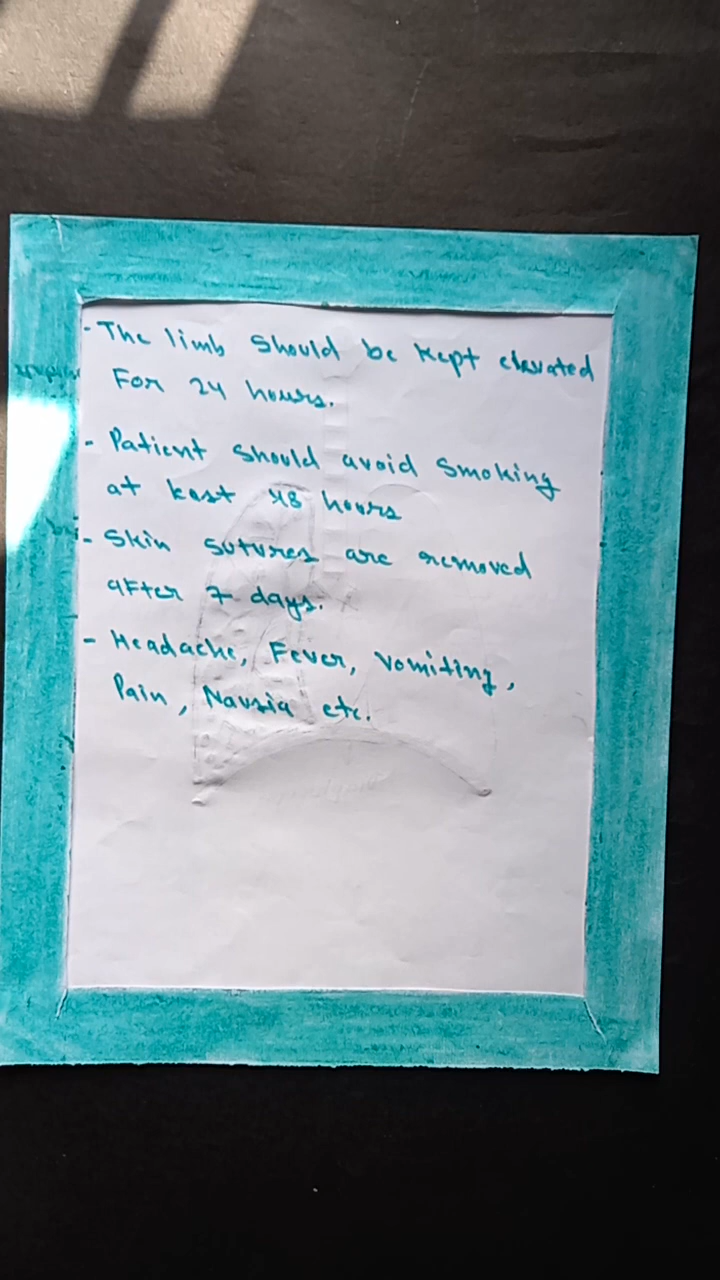 - The limb should be kept elevated
For 24 hours.
- Patient should avoid smoking
at least 48 hours
- Skin sutures are removed
after 7 days.
- Headache, Fever, Vomiting,
Pain, Nausia etc.